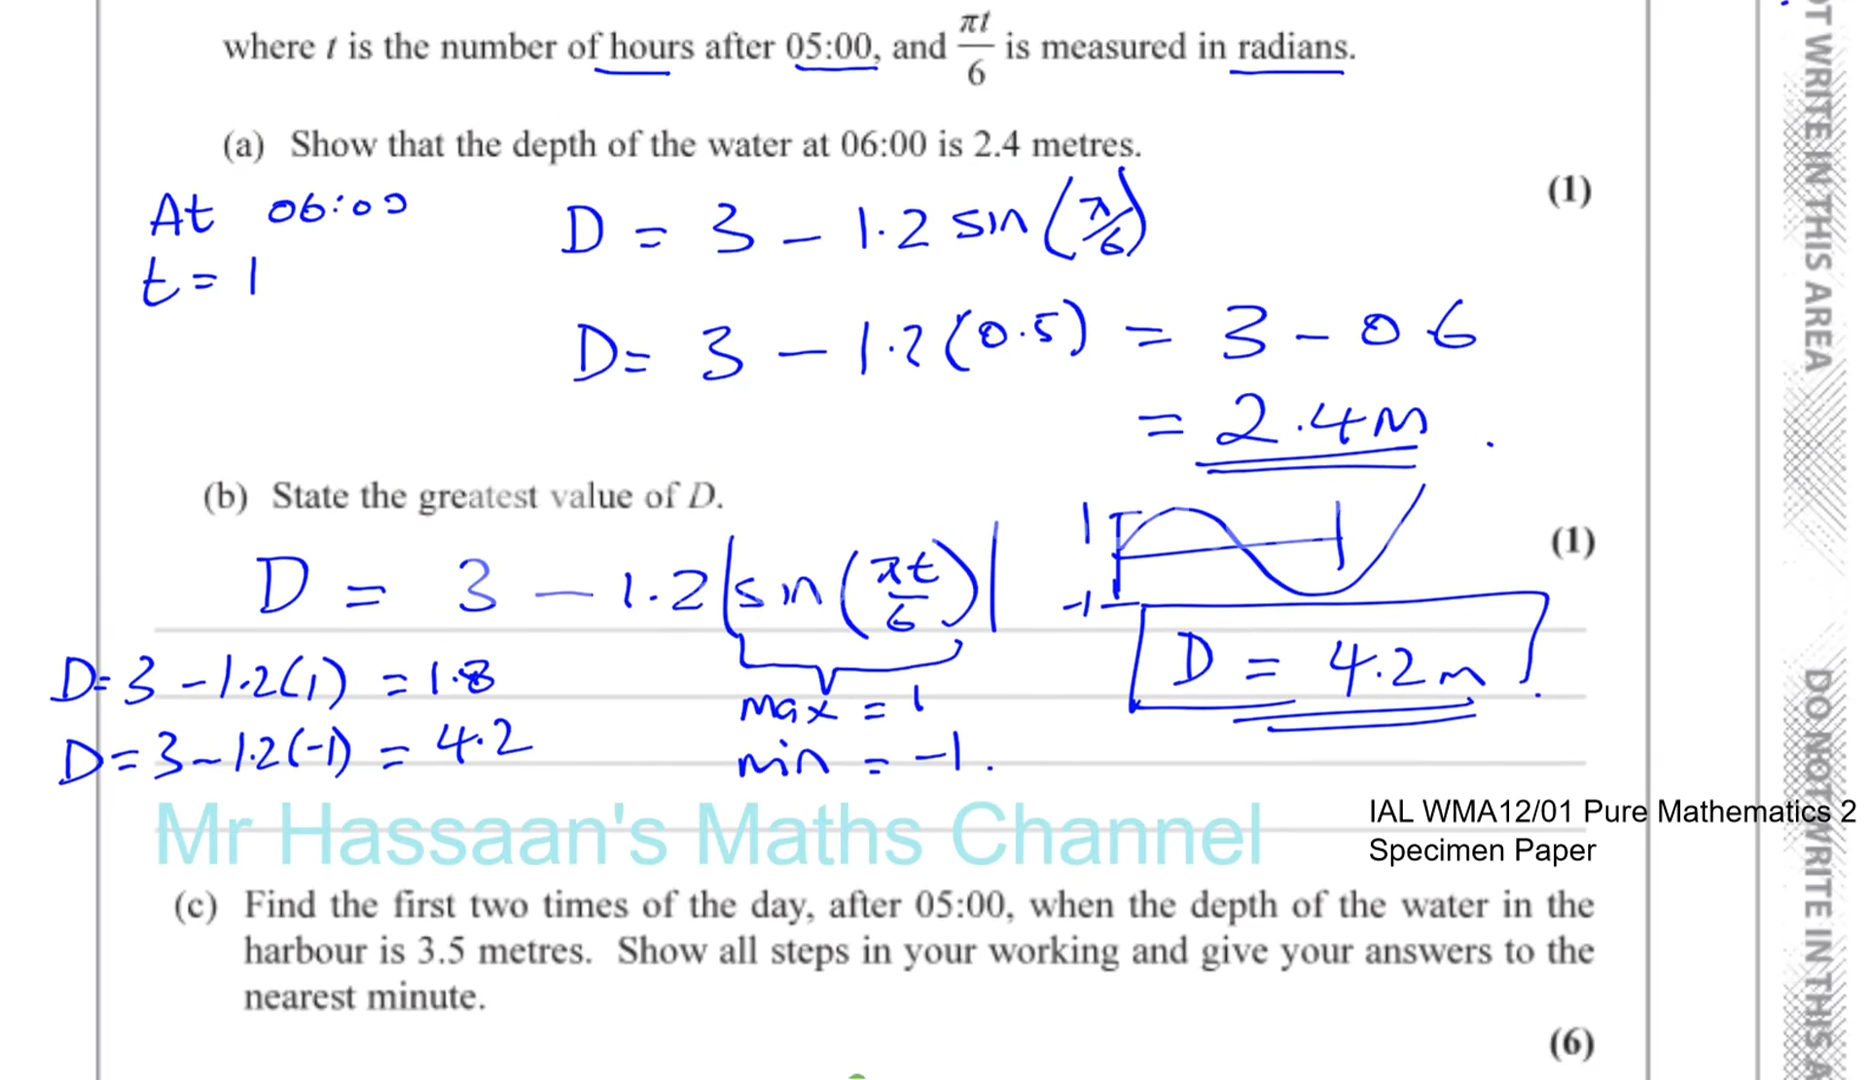 where t is the number of hours after 05:00, and πt/6 is measured in radians.
(a) Show that the depth of the water at 06:00 is 2.4 metres.
(1)
At 06:00
t = 1
D = 3 - 1.2 sin (π/6)
D = 3 - 1.2 (0.5) = 3 - 0 6
= 2.4m.
(b) State the greatest value of D.
(1)
D = 3 - 1.2 |sin (πt/6)|
1
-1
D = 3 - 1.2(1) = 1.8
D = 3 - 1.2(-1) = 4.2
max = 1
min = -1.
D = 4.2m
Mr Hassaan's Maths Channel
IAL WMA12/01 Pure Mathematics 2
Specimen Paper
(c) Find the first two times of the day, after 05:00, when the depth of the water in the
harbour is 3.5 metres. Show all steps in your working and give your answers to the
nearest minute.
(6)
OT WRITE IN THIS AREA
DO NOT WRITE IN THIS A